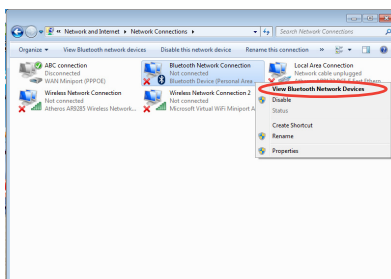 « Network and Internet ▸ Network Connections ▸
Search Network Connections
Organize ▾ View Bluetooth network devices Disable this network device Rename this connection »
ABC connection
Disconnected
WAN Miniport (PPPOE)
Bluetooth Network Connection
Not connected
Bluetooth Device (Personal Area
Local Area Connection
Network cable unplugged
Wireless Network Connection
Not connected
Atheros AR9285 Wireless Network...
Wireless Network Connection 2
Not connected
Microsoft Virtual WiFi Miniport A
View Bluetooth Network Devices
Disable
Status
Create Shortcut
Rename
Properties